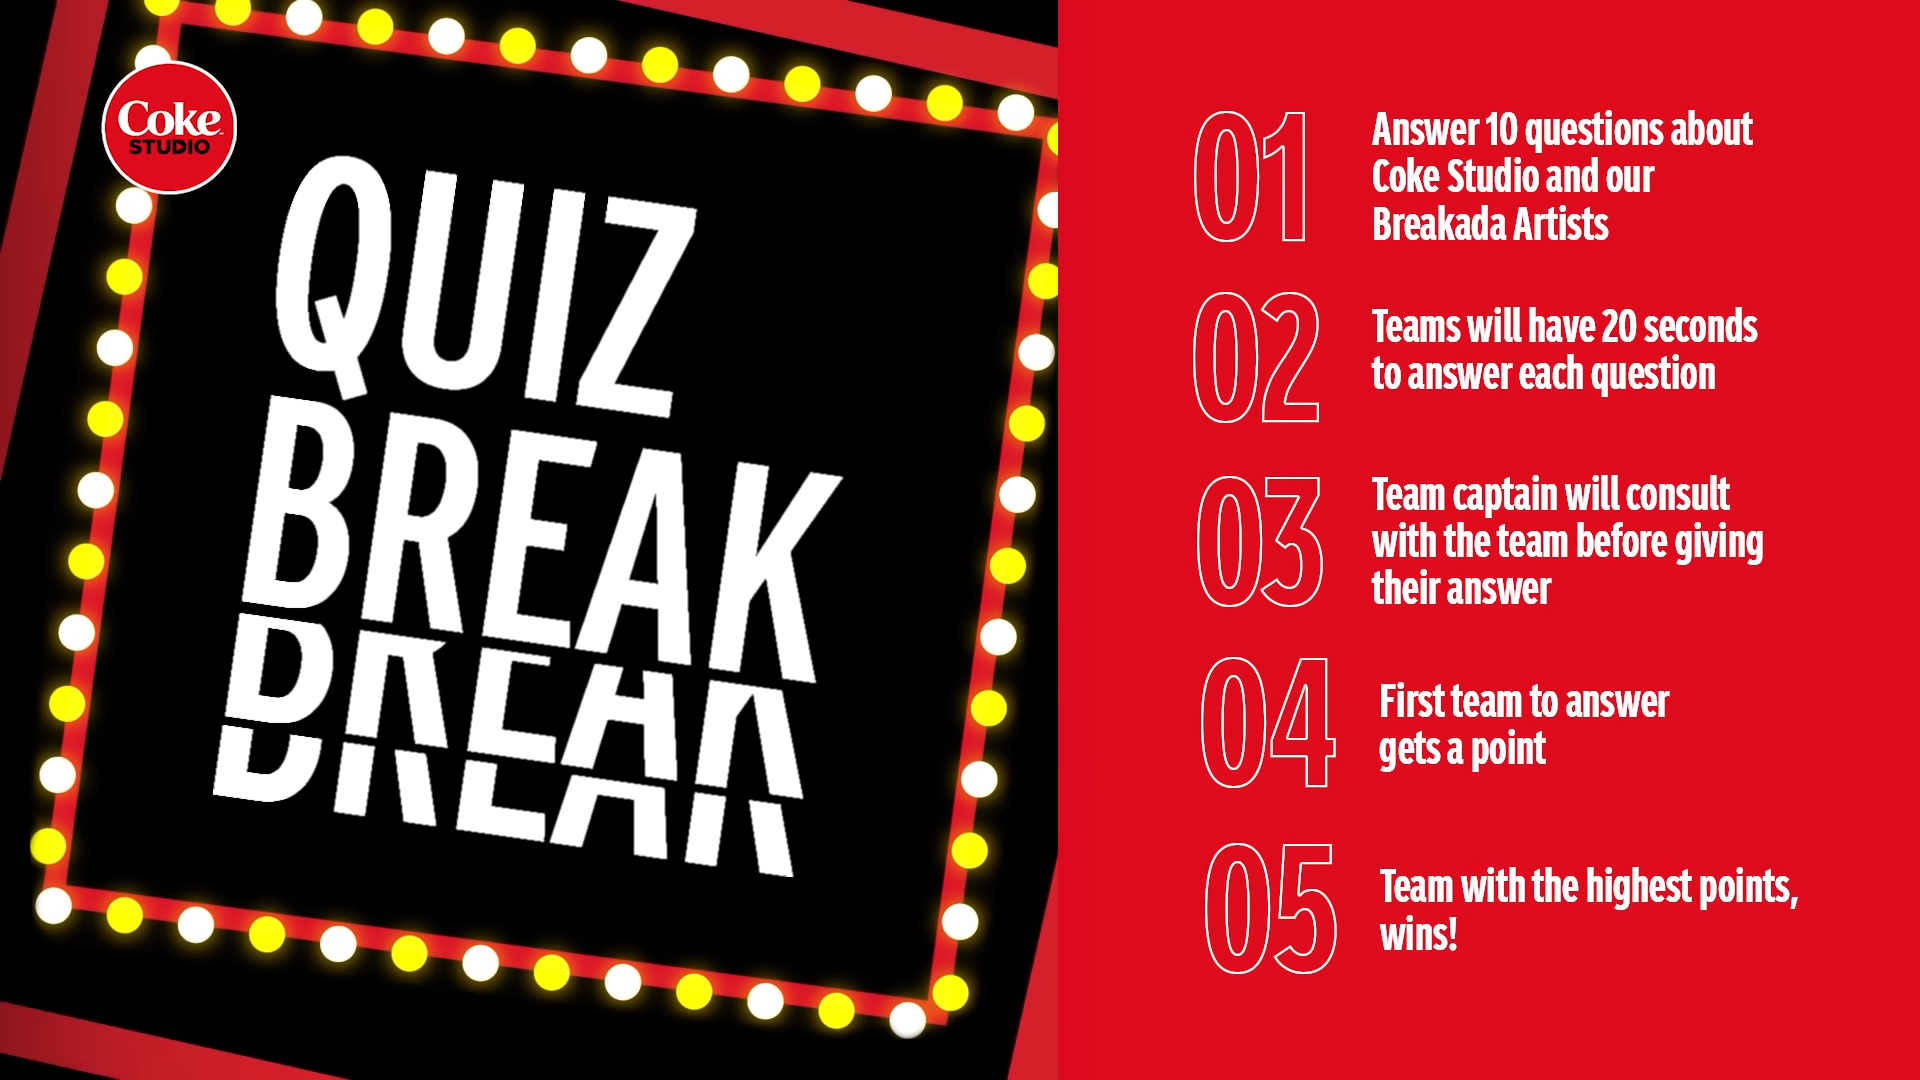 Coke
STUDIO
QUIZ
BREAK
BREAK
BREAK
01
Answer 10 questions about
Coke Studio and our
Breakada Artists
02
Teams will have 20 seconds
to answer each question
03
Team captain will consult
with the team before giving
their answer
04
First team to answer
gets a point
05
Team with the highest points,
wins!